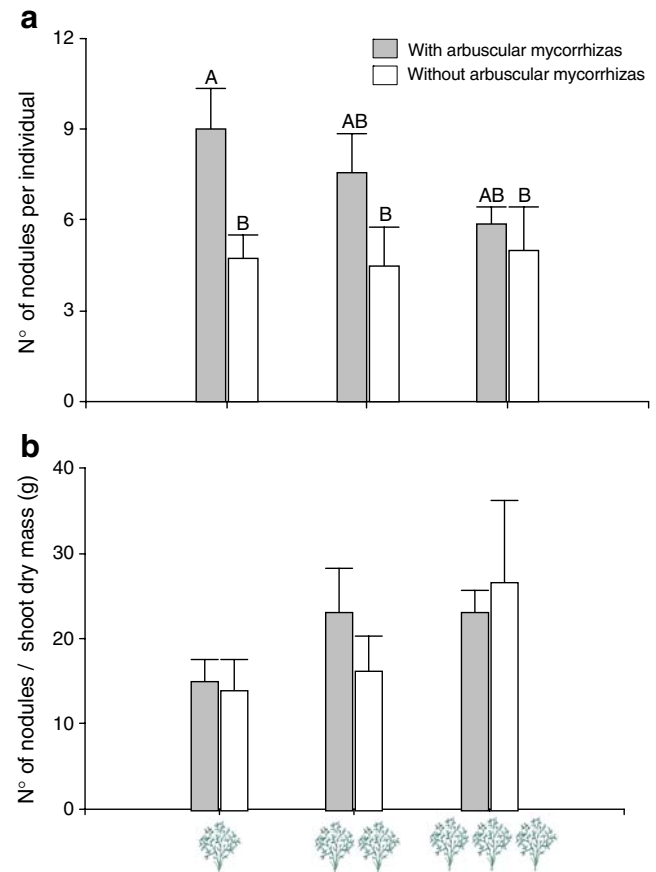 a
N° of nodules per individual
12
9
6
3
0
With arbuscular mycorrhizas
Without arbuscular mycorrhizas
A
B
AB
B
AB
B
b
N° of nodules / shoot dry mass (g)
40
30
20
10
0